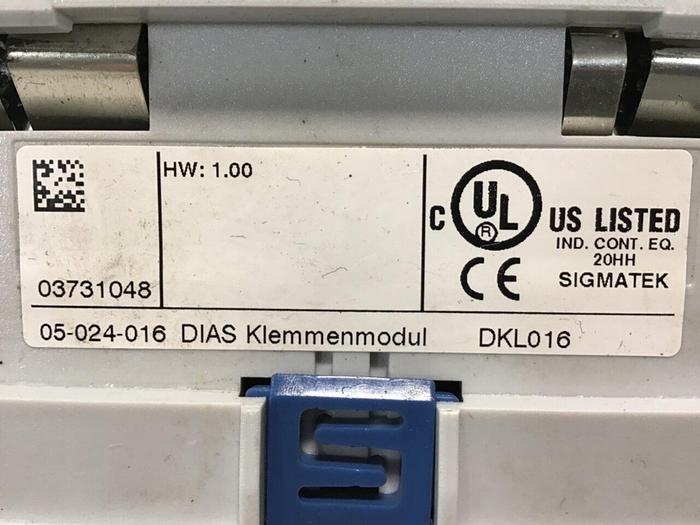 HW: 1.00
03731048
C UL US LISTED
®
IND. CONT. EQ.
20HH
CE SIGMATEK
05-024-016 DIAS Klemmenmodul DKL016